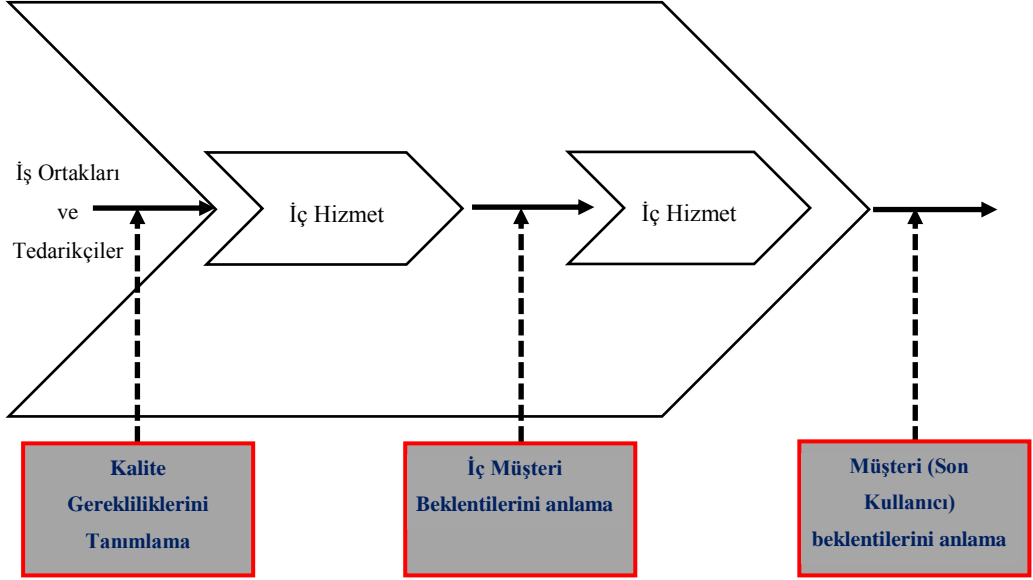 İş Ortakları
ve
Tedarikçiler
İç Hizmet
İç Hizmet
Kalite
Gerekliliklerini
Tanımlama
İç Müşteri
Beklentilerini anlama
Müşteri (Son
Kullanıcı)
beklentilerini anlama